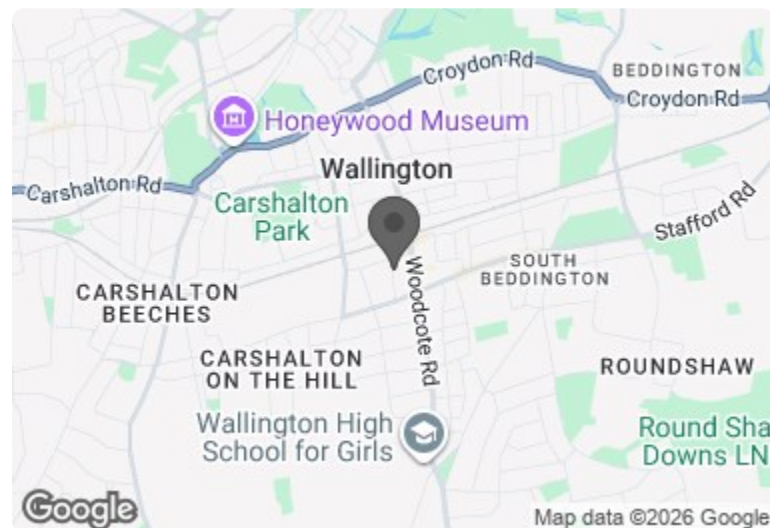 Croydon Rd
BEDDINGTON
Croydon Rd
Honeywood Museum
Wallington
Carshalton Rd
Carshalton
Park
Stafford Rd
Woodcote Rd
SOUTH
BEDDINGTON
CARSHALTON
BEECHES
CARSHALTON
ON THE HILL
ROUNDSHAW
Wallington High
School for Girls
Round Sha
Downs LN
Google
Map data ©2026 Google